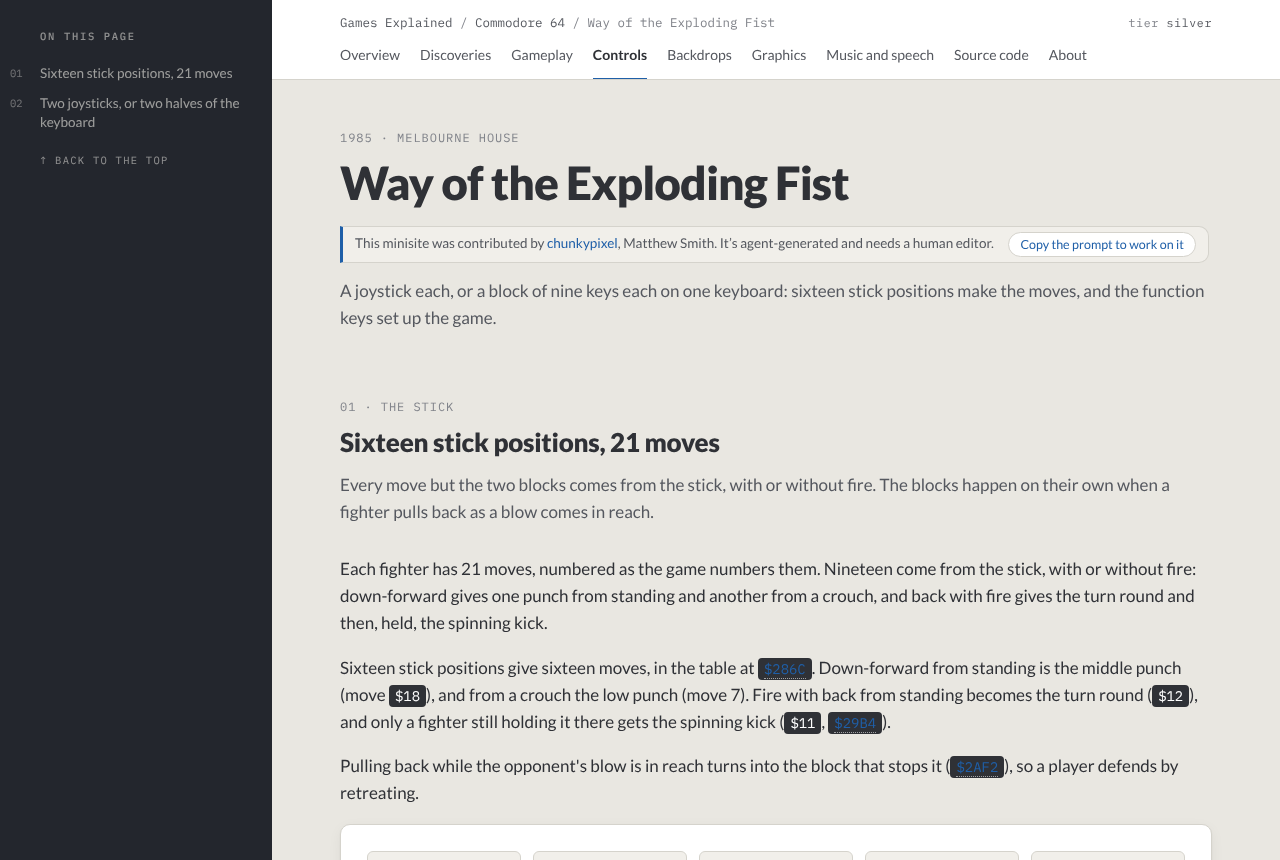 ON THIS PAGE
01 Sixteen stick positions, 21 moves
02 Two joysticks, or two halves of the
keyboard
↑ BACK TO THE TOP
Games Explained / Commodore 64 / Way of the Exploding Fist
tier silver
Overview Discoveries Gameplay Controls Backdrops Graphics Music and speech Source code About
1985 · MELBOURNE HOUSE
Way of the Exploding Fist
This minisite was contributed by chunkypixel, Matthew Smith. It’s agent-generated and needs a human editor.
Copy the prompt to work on it
A joystick each, or a block of nine keys each on one keyboard: sixteen stick positions make the moves, and the function
keys set up the game.
01 · THE STICK
Sixteen stick positions, 21 moves
Every move but the two blocks comes from the stick, with or without fire. The blocks happen on their own when a
fighter pulls back as a blow comes in reach.
Each fighter has 21 moves, numbered as the game numbers them. Nineteen come from the stick, with or without fire:
down-forward gives one punch from standing and another from a crouch, and back with fire gives the turn round and
then, held, the spinning kick.
Sixteen stick positions give sixteen moves, in the table at $286C. Down-forward from standing is the middle punch
(move $18), and from a crouch the low punch (move 7). Fire with back from standing becomes the turn round ($12),
and only a fighter still holding it there gets the spinning kick ($11, $29B4).
Pulling back while the opponent's blow is in reach turns into the block that stops it ($2AF2), so a player defends by
retreating.